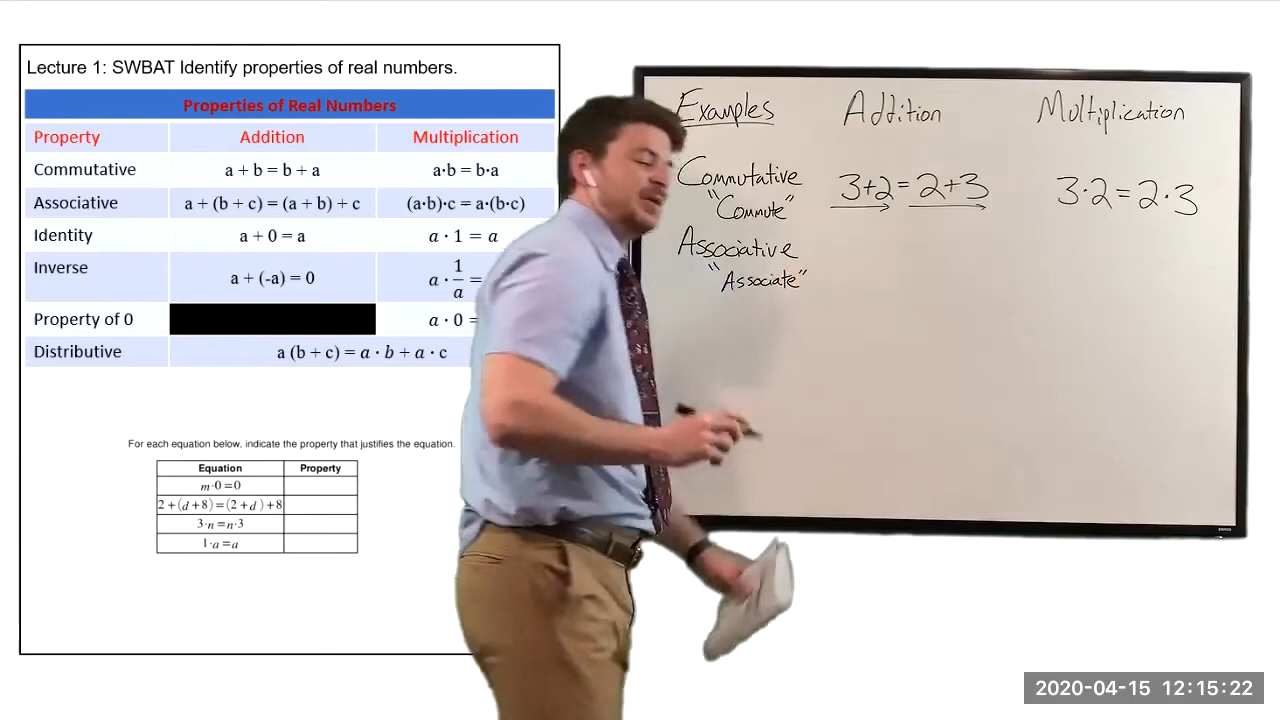 Lecture 1: SWBAT Identify properties of real numbers.
Properties of Real Numbers
Property Addition Multiplication
Commutative a + b = b + a a·b = b·a
Associative a + (b + c) = (a + b) + c (a·b)·c = a·(b·c)
Identity a + 0 = a a · 1 = a
Inverse a + (-a) = 0 a · 1/a =
Property of 0 a · 0 =
Distributive a (b + c) = a · b + a · c
For each equation below, indicate the property that justifies the equation.
Equation Property
m·0=0
2+(d+8)=(2+d)+8
3·n=n·3
1·a=a
Examples Addition Multiplication
Commutative 3+2=2+3 3·2=2·3
"Commute"
Associative
"Associate"
2020-04-15 12:15:22